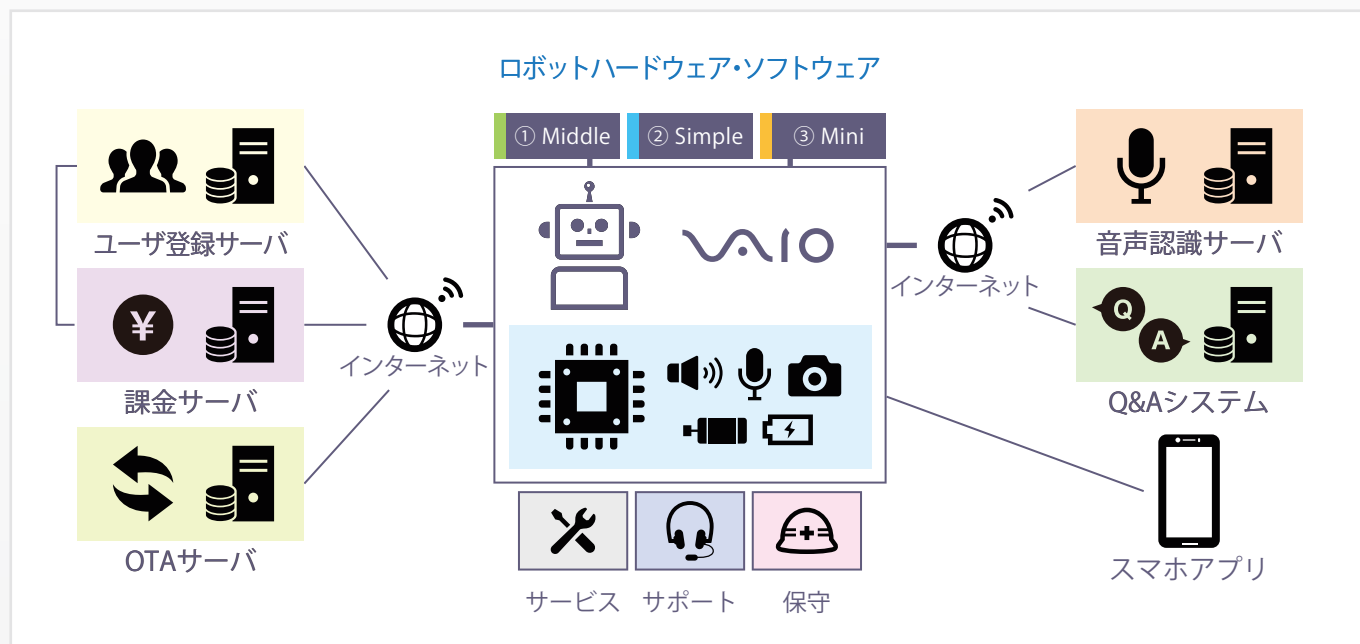 ロボットハードウェア・ソフトウェア
① Middle
② Simple
③ Mini
VAIO
ユーザ登録サーバ
¥
課金サーバ
OTAサーバ
インターネット
インターネット
音声認識サーバ
Q
A
Q&Aシステム
スマホアプリ
サービス
サポート
保守